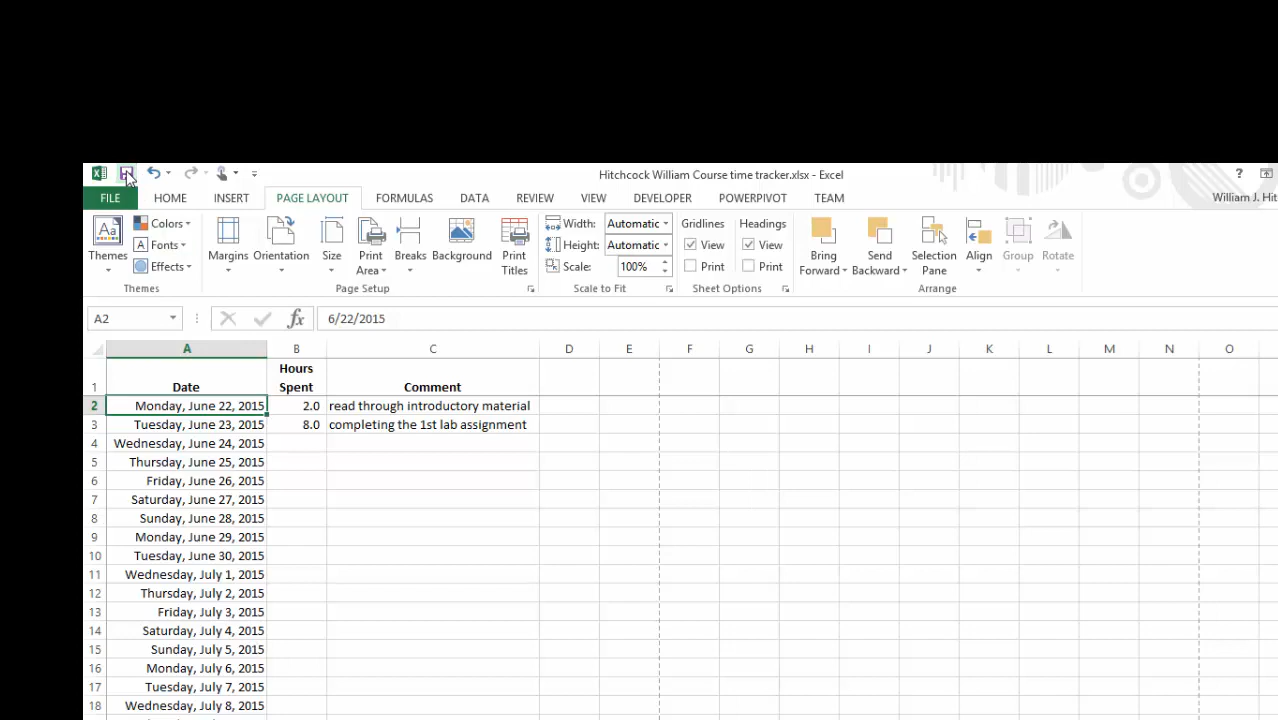 Hitchcock William Course time tracker.xlsx - Excel
?
FILE HOME INSERT PAGE LAYOUT FORMULAS DATA REVIEW VIEW DEVELOPER POWERPIVOT TEAM William J. Hit
Aa Themes Colors A Fonts Effects Margins Orientation Size Print Area Breaks Background Print Titles Width: Automatic Height: Automatic Scale: 100% Gridlines View Print Headings View Print Bring Forward Send Backward Selection Pane Align Group Rotate
Themes Page Setup Scale to Fit Sheet Options Arrange
A2 fx 6/22/2015
A B C D E F G H I J K L M N O
1 Date Hours Spent Comment
2 Monday, June 22, 2015 2.0 read through introductory material
3 Tuesday, June 23, 2015 8.0 completing the 1st lab assignment
4 Wednesday, June 24, 2015
5 Thursday, June 25, 2015
6 Friday, June 26, 2015
7 Saturday, June 27, 2015
8 Sunday, June 28, 2015
9 Monday, June 29, 2015
10 Tuesday, June 30, 2015
11 Wednesday, July 1, 2015
12 Thursday, July 2, 2015
13 Friday, July 3, 2015
14 Saturday, July 4, 2015
15 Sunday, July 5, 2015
16 Monday, July 6, 2015
17 Tuesday, July 7, 2015
18 Wednesday, July 8, 2015